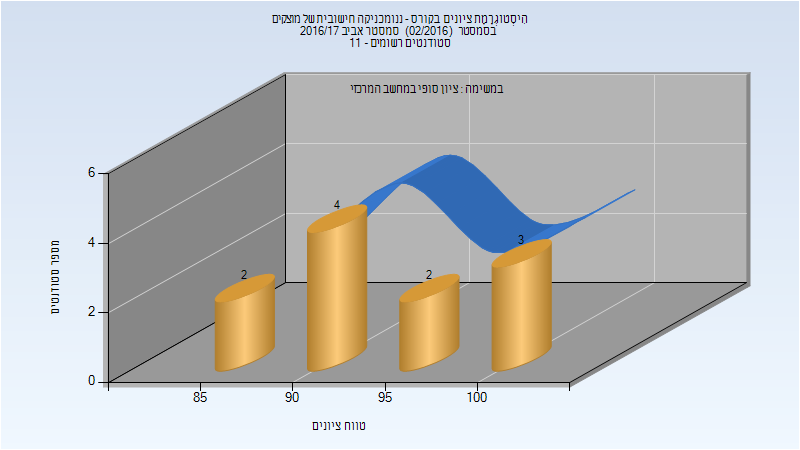 היסטוגרמת ציונים בקורס - ננומכניקה חישובית של מוצקים
בסמסטר (02/2016) סמסטר אביב 2016/17
סטודנטים רשומים - 11
במשימה : ציון סופי במחשב המרכזי
מספר סטודנטים
6
4
2
0
2
4
2
3
85
90
95
100
טווח ציונים